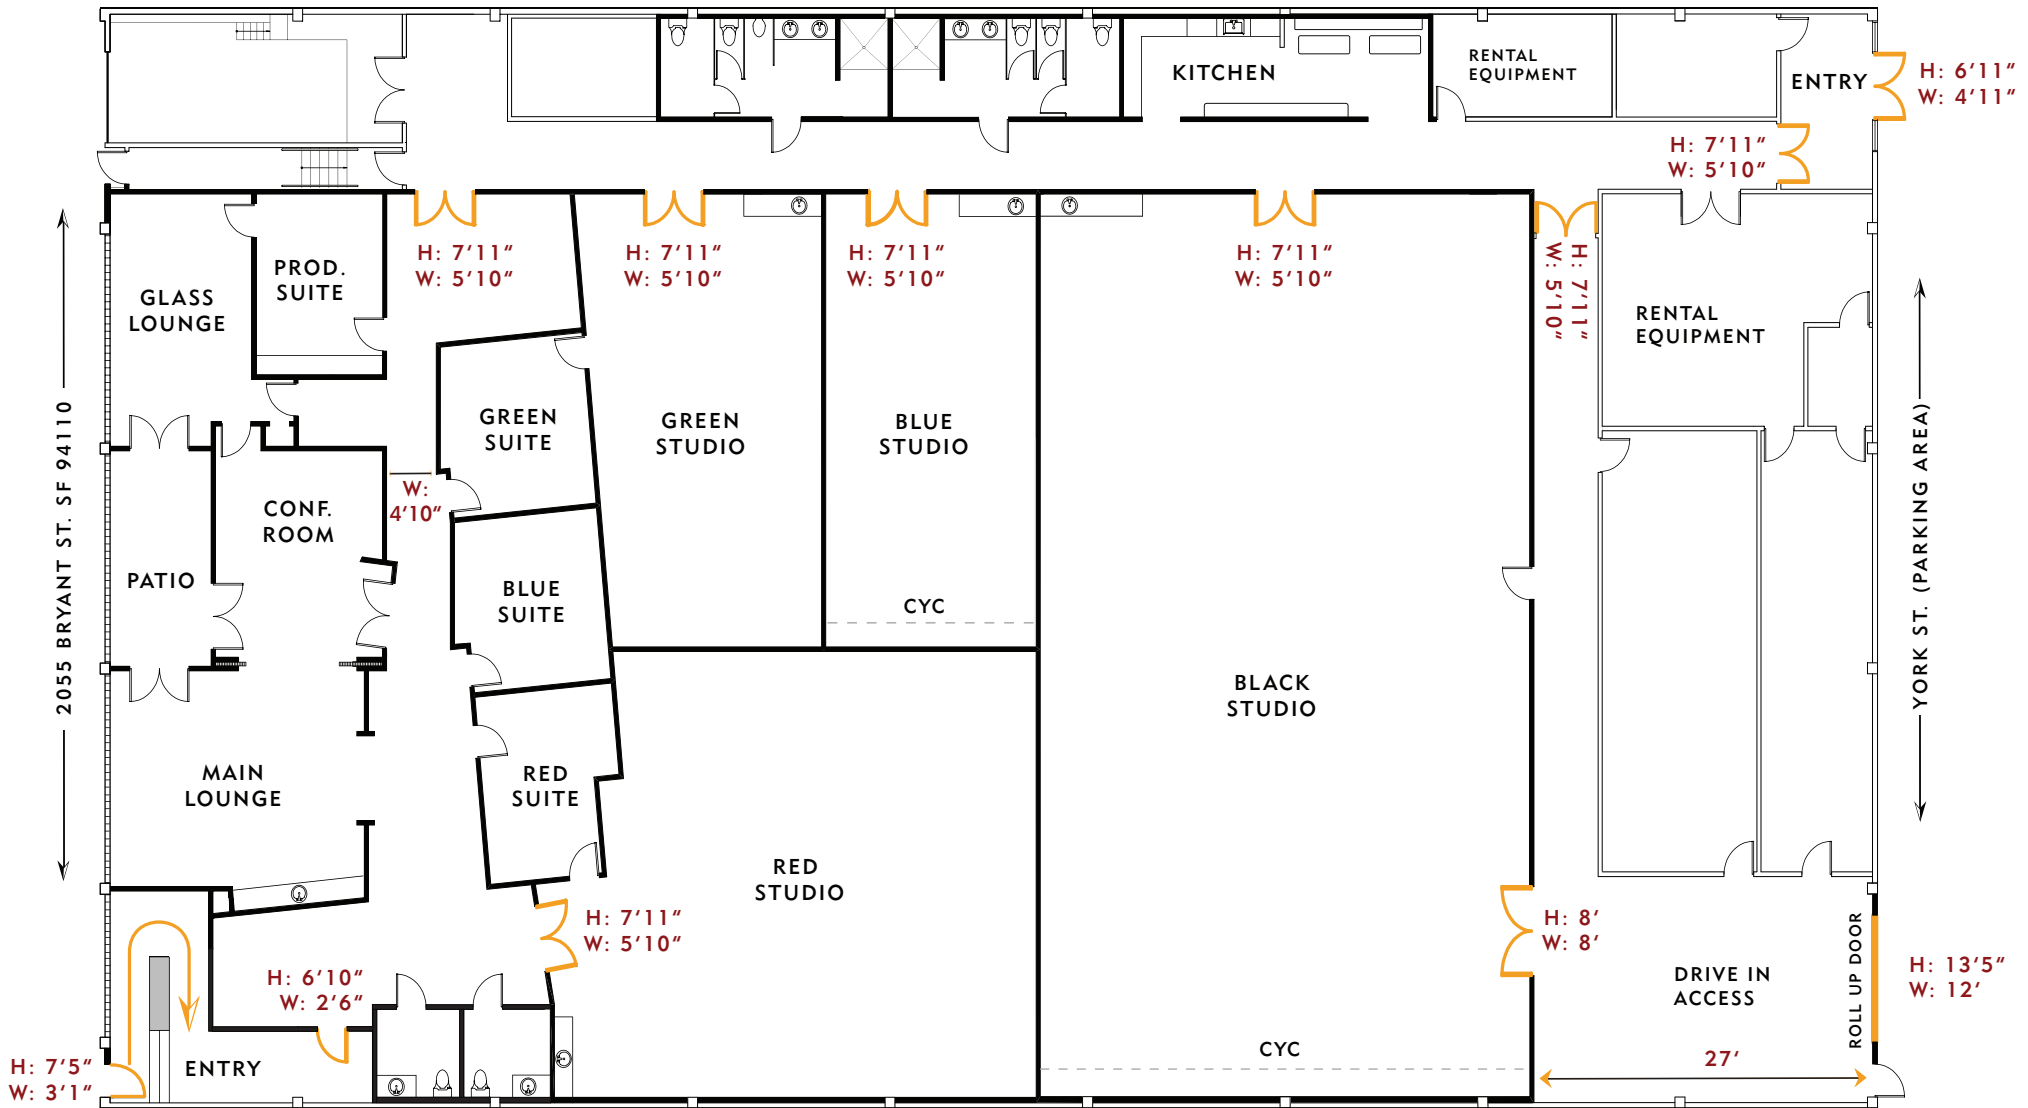 KITCHEN
RENTAL
EQUIPMENT
ENTRY
H: 6'11"
W: 4'11"
H: 7'11"
W: 5'10"
H: 7'11"
W: 5'10"
H: 7'11"
W: 5'10"
H: 7'11"
W: 5'10"
H: 7'11"
W: 5'10"
H: 7'11"
W: 5'10"
PROD.
SUITE
GLASS
LOUNGE
RENTAL
EQUIPMENT
GREEN
SUITE
GREEN
STUDIO
BLUE
STUDIO
2055 BRYANT ST. SF 94110
YORK ST. (PARKING AREA)
W:
4'10"
CONF.
ROOM
PATIO
BLUE
SUITE
CYC
BLACK
STUDIO
MAIN
LOUNGE
RED
SUITE
RED
STUDIO
H: 7'11"
W: 5'10"
H: 8'
W: 8'
DRIVE IN
ACCESS
ROLL UP DOOR
H: 13'5"
W: 12'
H: 6'10"
W: 2'6"
CYC
27'
ENTRY
H: 7'5"
W: 3'1"